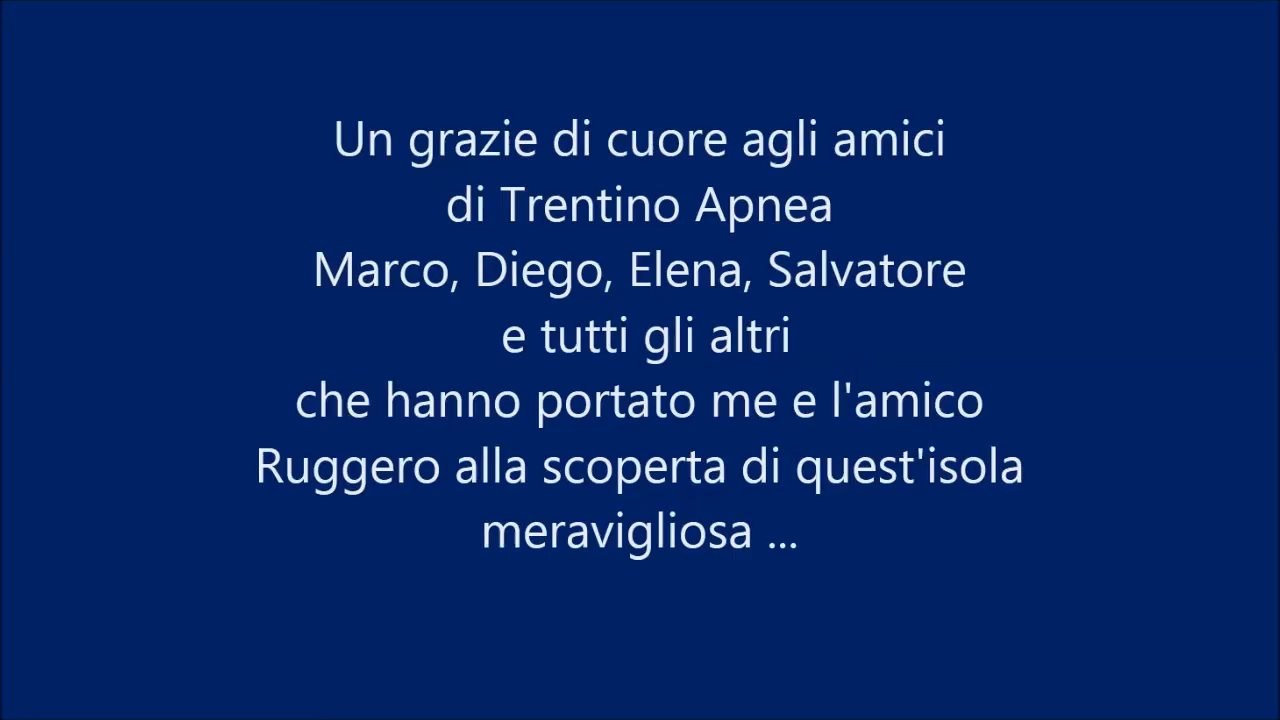 Un grazie di cuore agli amici
di Trentino Apnea
Marco, Diego, Elena, Salvatore
e tutti gli altri
che hanno portato me e l'amico
Ruggero alla scoperta di quest'isola
meravigliosa ...